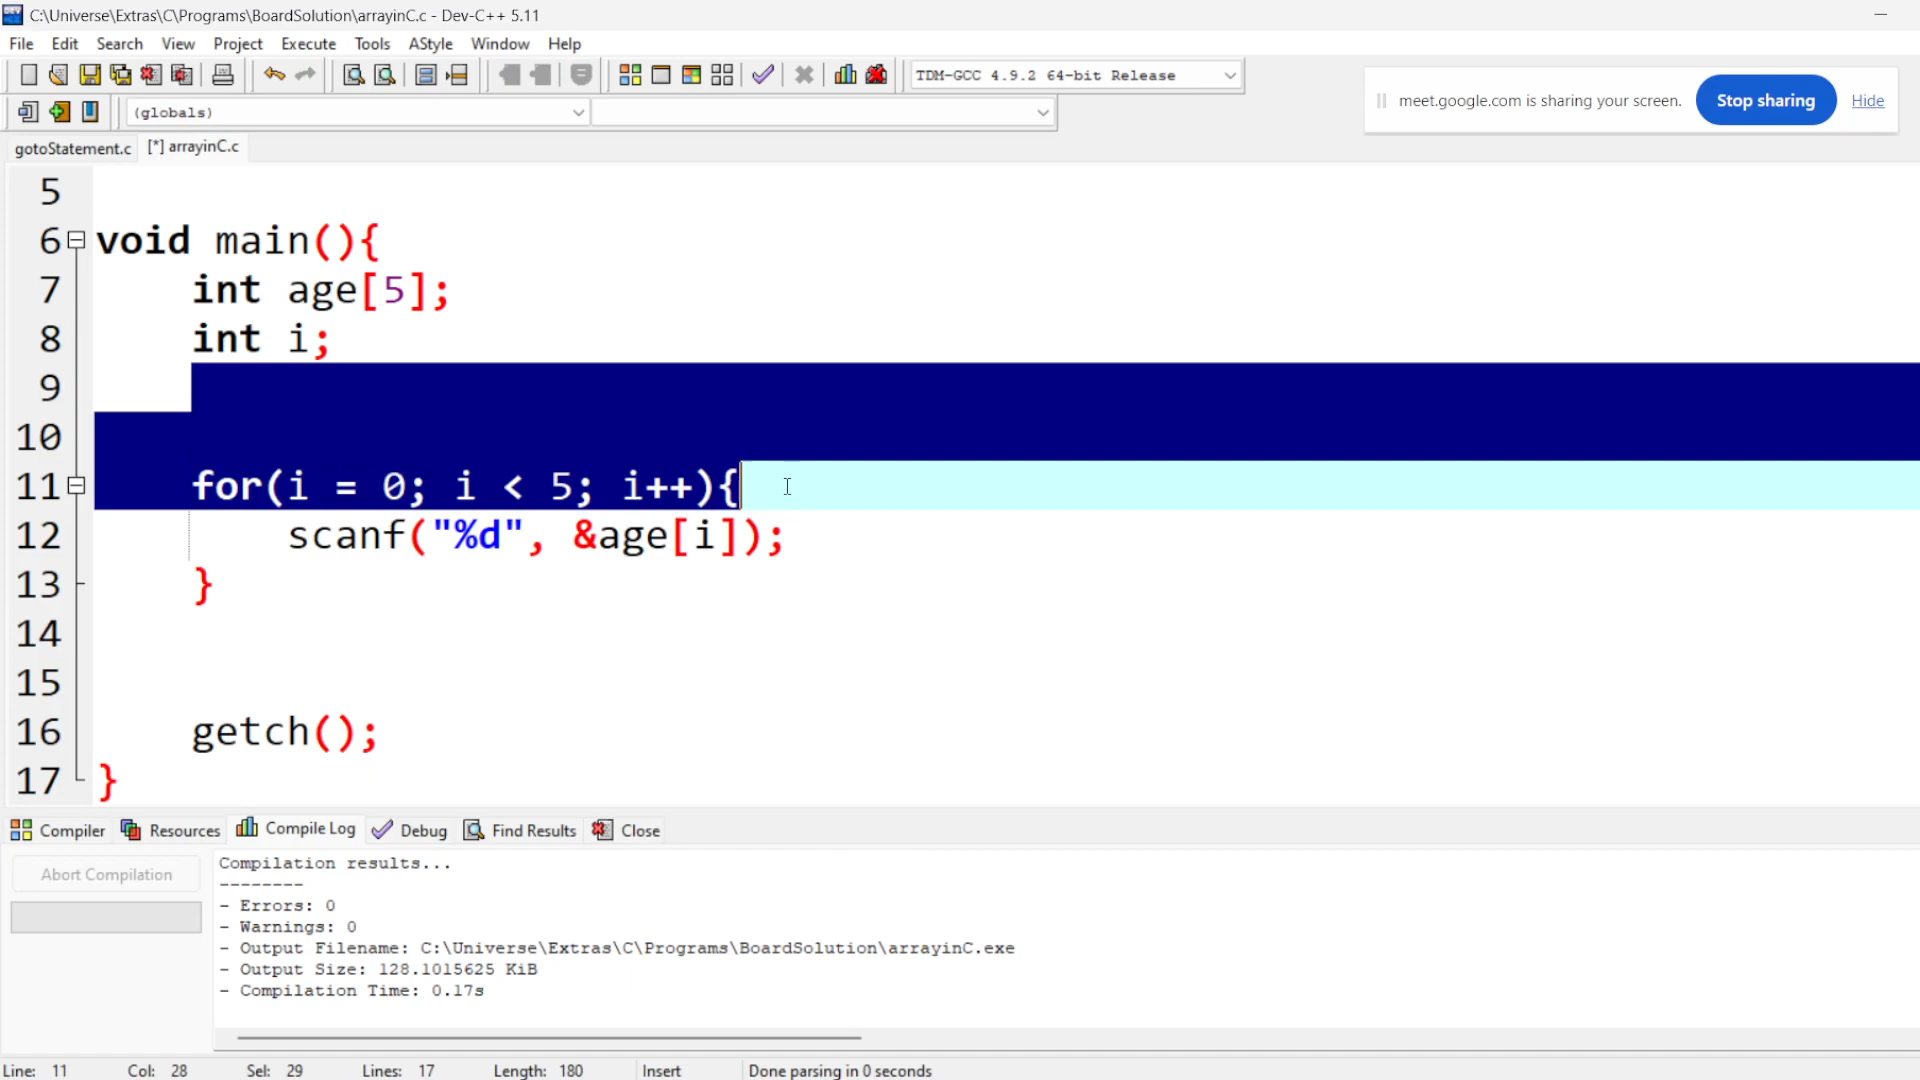 C:\Universe\Extras\C\Programs\BoardSolution\arrayinC.c - Dev-C++ 5.11
File Edit Search View Project Execute Tools AStyle Window Help
TDM-GCC 4.9.2 64-bit Release
meet.google.com is sharing your screen. Stop sharing Hide
(globals)
gotoStatement.c [*] arrayinC.c
5
6 void main(){
7 int age[5];
8 int i;
9
10
11 for(i = 0; i < 5; i++){
12 scanf("%d", &age[i]);
13 }
14
15
16 getch();
17 }
Compiler Resources Compile Log Debug Find Results Close
Abort Compilation
Compilation results...
--------
- Errors: 0
- Warnings: 0
- Output Filename: C:\Universe\Extras\C\Programs\BoardSolution\arrayinC.exe
- Output Size: 128.1015625 KiB
- Compilation Time: 0.17s
Line: 11 Col: 28 Sel: 29 Lines: 17 Length: 180 Insert Done parsing in 0 seconds